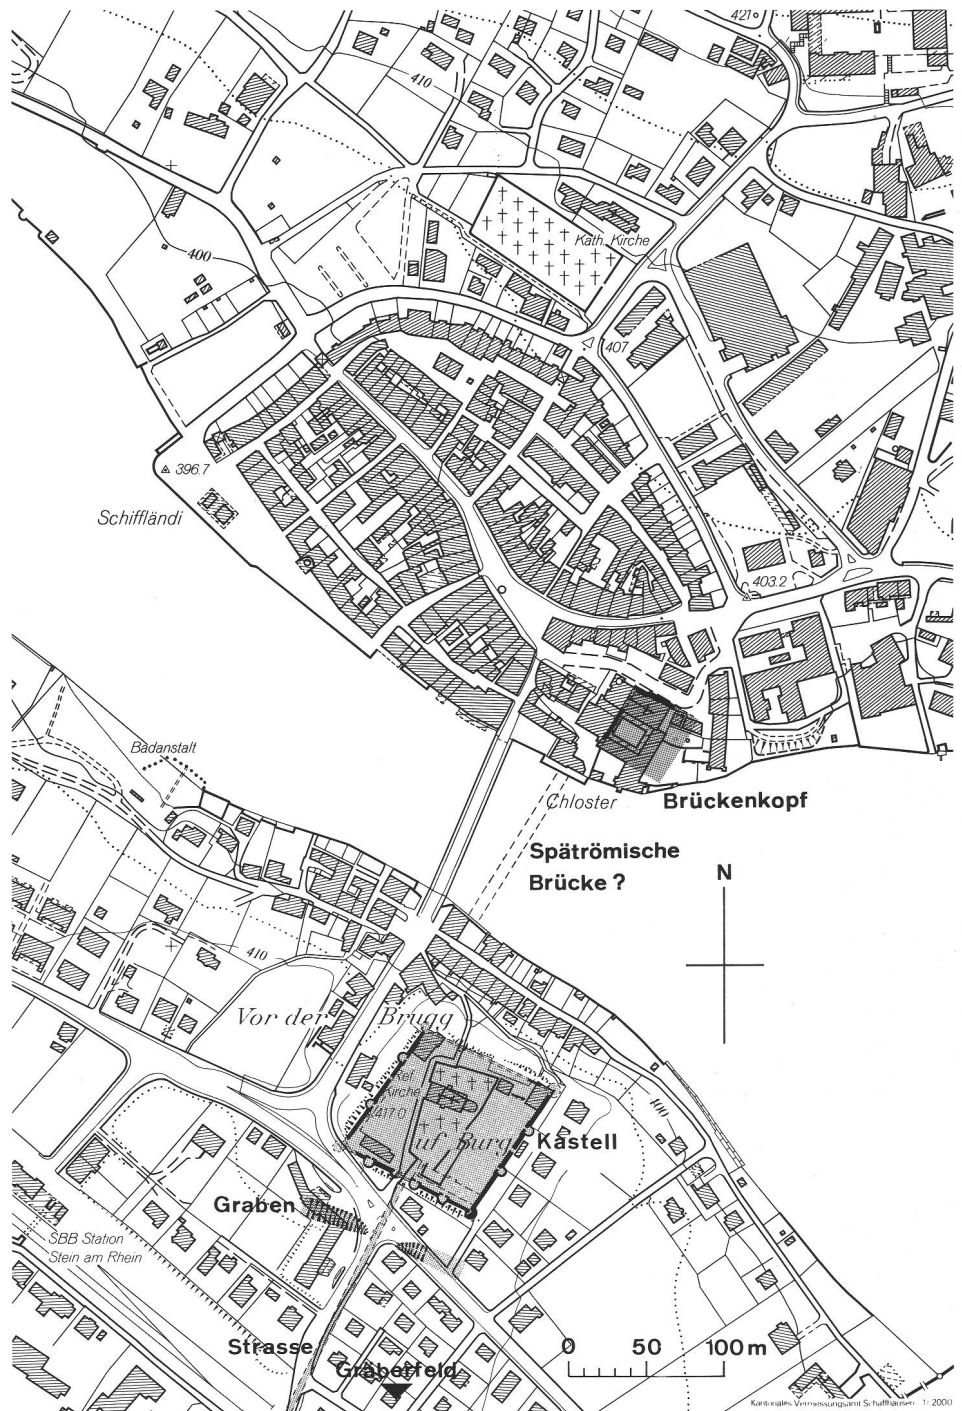 421
410
400
Kath. Kirche
407
396.7
Schiffländi
403.2
Badanstalt
Chloster
Brückenkopf
Spätrömische
Brücke ?
N
410
Vor der Brugg
Kirche
417.0
400
uf Burg
Kastell
Graben
SBB Station
Stein am Rhein
Strasse
Gräberfeld
0 50 100 m
Kantonales Vermessungsamt Schaffhausen 1: 2000